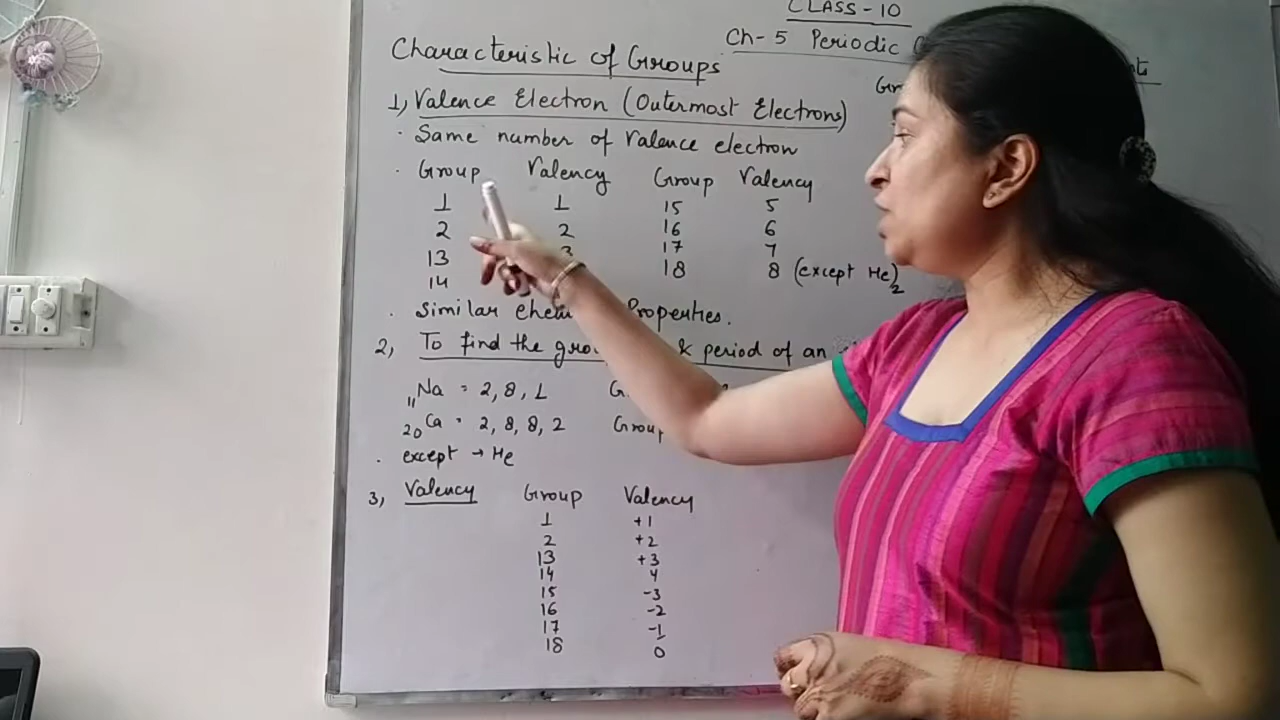 CLASS-10
Ch-5 Periodic
Characteristic of Groups
1) Valence Electron (Outermost Electrons)
· Same number of Valence electron
· Group Valency Group Valency
1 1 15 5
2 2 16 6
13 3 17 7
14 18 8 (except He)2
· Similar Properties.
2, To find the & period of an
11Na = 2, 8, 1
20Ca = 2, 8, 8, 2 Group
· except → He
3, Valency Group Valency
1 +1
2 +2
13 +3
14 4
15 -3
16 -2
17 -1
18 0